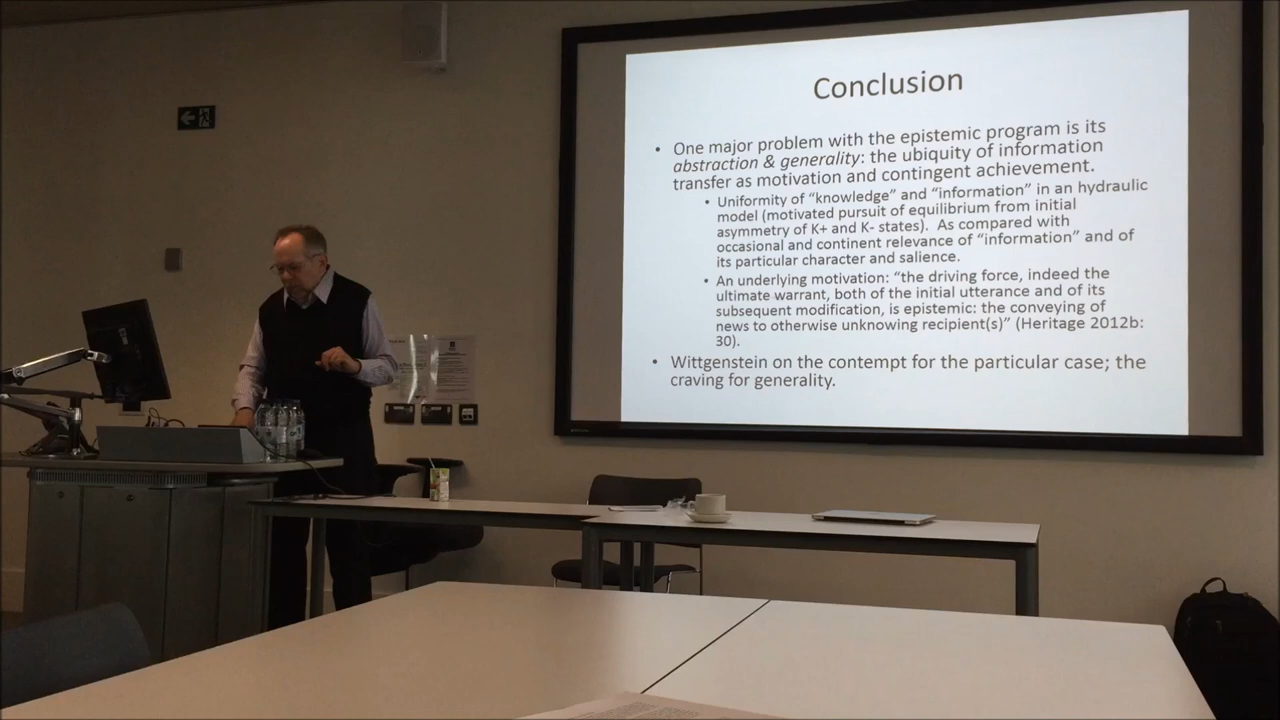 Conclusion
• One major problem with the epistemic program is its
abstraction & generality: the ubiquity of information
transfer as motivation and contingent achievement.
• Uniformity of “knowledge” and “information” in an hydraulic
model (motivated pursuit of equilibrium from initial
asymmetry of K+ and K- states). As compared with
occasional and continent relevance of “information” and of
its particular character and salience.
• An underlying motivation: “the driving force, indeed the
ultimate warrant, both of the initial utterance and of its
subsequent modification, is epistemic: the conveying of
news to otherwise unknowing recipient(s)” (Heritage 2012b:
30).
• Wittgenstein on the contempt for the particular case; the
craving for generality.